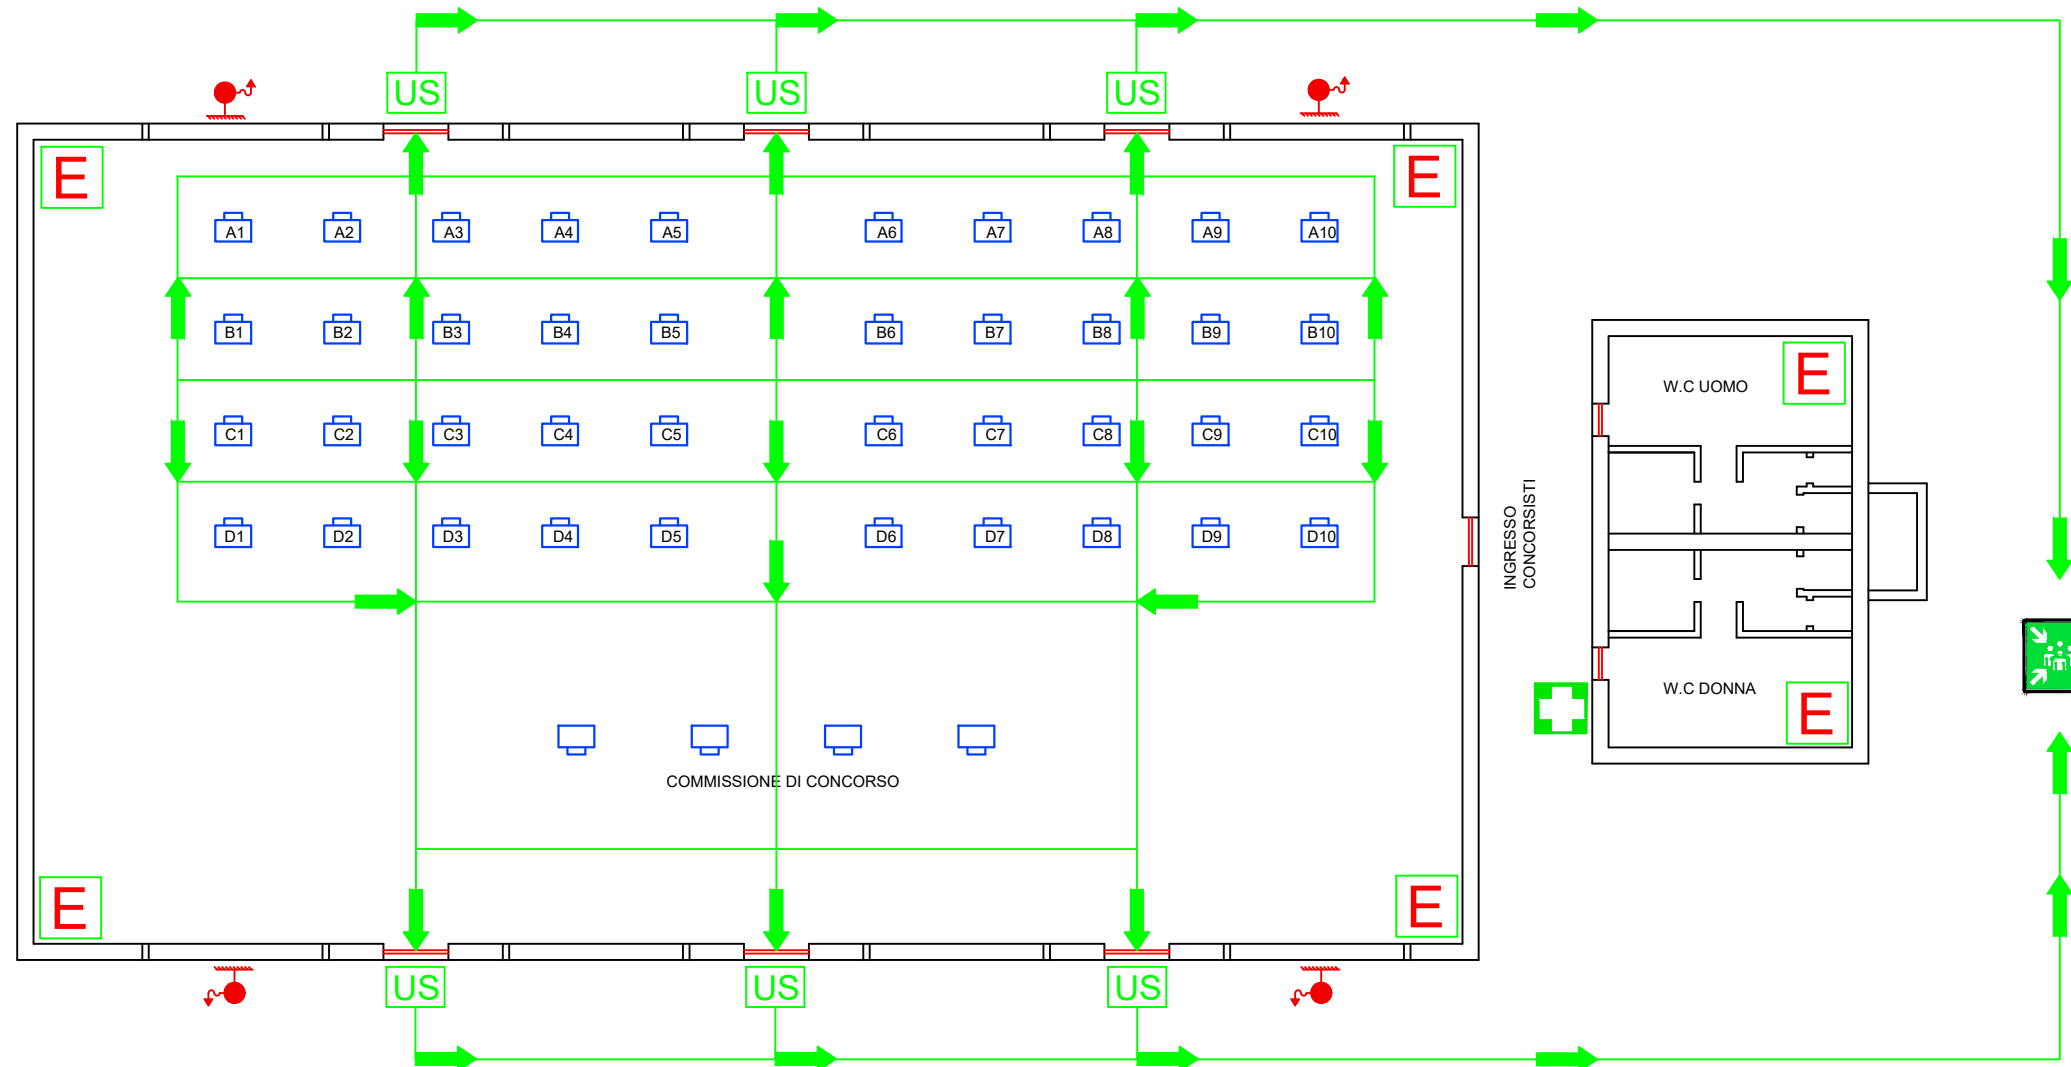 US US US
E E
A1 A2 A3 A4 A5 A6 A7 A8 A9 A10
B1 B2 B3 B4 B5 B6 B7 B8 B9 B10
C1 C2 C3 C4 C5 C6 C7 C8 C9 C10
D1 D2 D3 D4 D5 D6 D7 D8 D9 D10
COMMISSIONE DI CONCORSO
E E
US US US
INGRESSO
CONCORSISTI
W.C UOMO
E
W.C DONNA
E